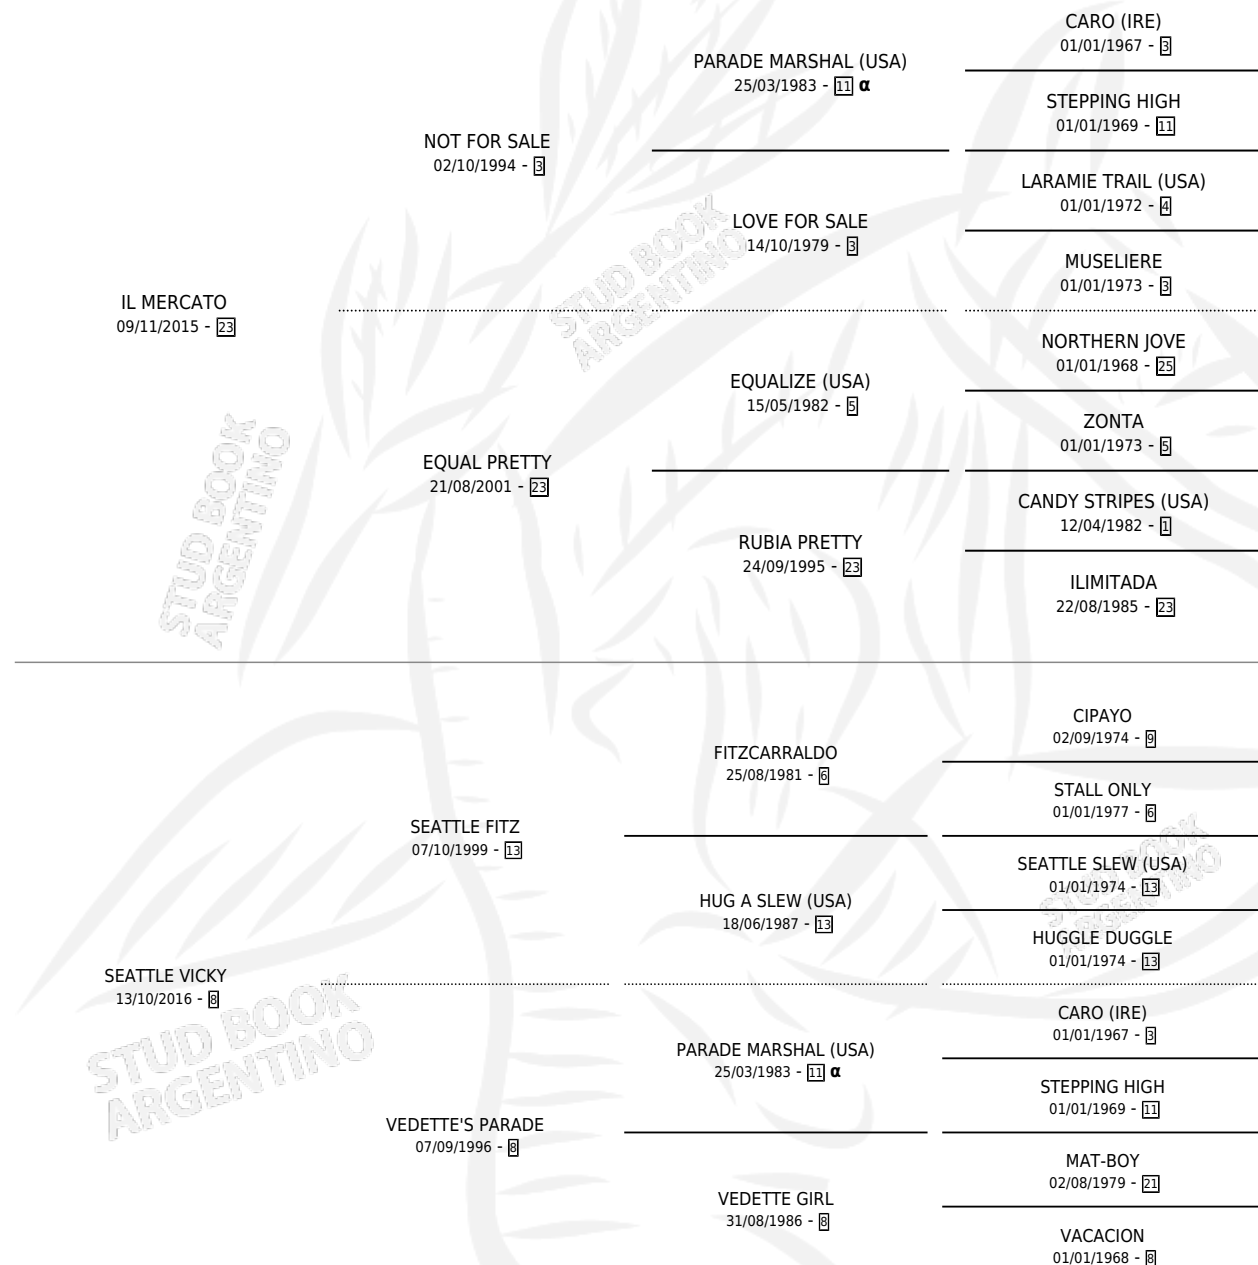 CARO (IRE)
01/01/1967 - 3
PARADE MARSHAL (USA)
25/03/1983 - 11 α
STEPPING HIGH
01/01/1969 - 11
NOT FOR SALE
02/10/1994 - 3
LARAMIE TRAIL (USA)
01/01/1972 - 4
LOVE FOR SALE
14/10/1979 - 3
MUSELIERE
01/01/1973 - 3
IL MERCATO
09/11/2015 - 23
NORTHERN JOVE
01/01/1968 - 25
EQUALIZE (USA)
15/05/1982 - 5
ZONTA
01/01/1973 - 5
EQUAL PRETTY
21/08/2001 - 23
CANDY STRIPES (USA)
12/04/1982 - 1
RUBIA PRETTY
24/09/1995 - 23
ILIMITADA
22/08/1985 - 23
CIPAYO
02/09/1974 - 9
FITZCARRALDO
25/08/1981 - 6
STALL ONLY
01/01/1977 - 6
SEATTLE FITZ
07/10/1999 - 13
SEATTLE SLEW (USA)
01/01/1974 - 13
HUG A SLEW (USA)
18/06/1987 - 13
HUGGLE DUGGLE
01/01/1974 - 13
SEATTLE VICKY
13/10/2016 - 8
CARO (IRE)
01/01/1967 - 3
PARADE MARSHAL (USA)
25/03/1983 - 11 α
STEPPING HIGH
01/01/1969 - 11
VEDETTE'S PARADE
07/09/1996 - 8
MAT-BOY
02/08/1979 - 21
VEDETTE GIRL
31/08/1986 - 8
VACACION
01/01/1968 - 8
STUD BOOK
ARGENTINO
STUD BOOK
ARGENTINO
STUD BOOK
ARGENTINO
STUD BOOK
ARGENTINO